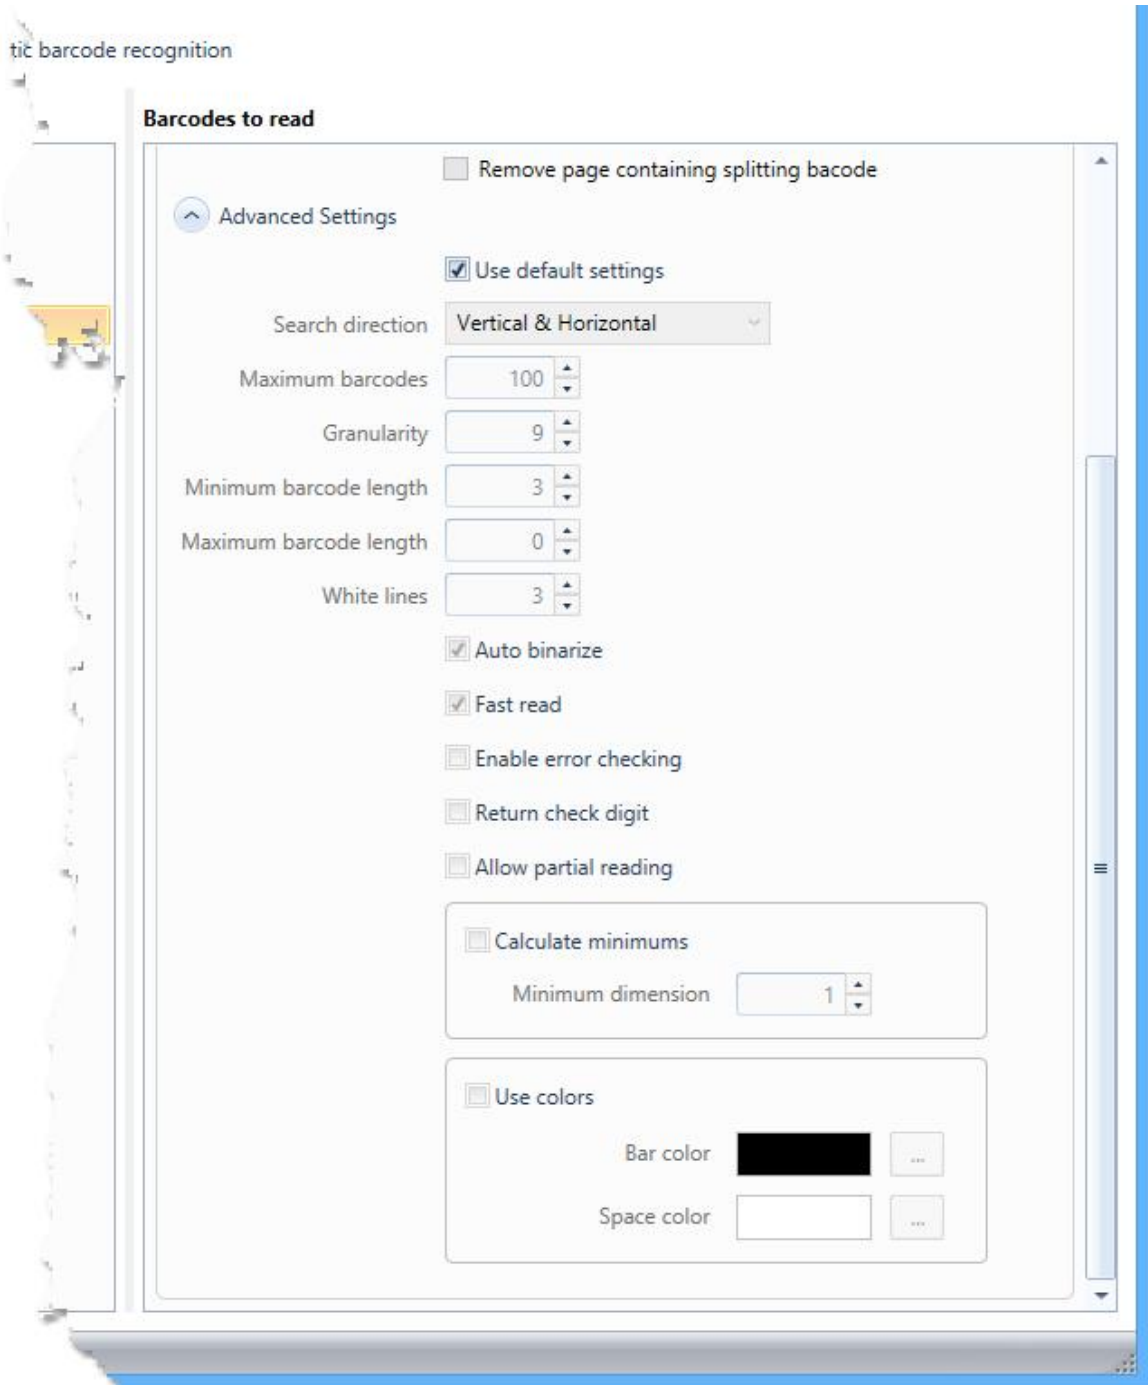 tic barcode recognition
Barcodes to read
Remove page containing splitting bacode
Advanced Settings
Use default settings
Search direction Vertical & Horizontal
Maximum barcodes 100
Granularity 9
Minimum barcode length 3
Maximum barcode length 0
White lines 3
Auto binarize
Fast read
Enable error checking
Return check digit
Allow partial reading
Calculate minimums
Minimum dimension 1
Use colors
Bar color ...
Space color ...